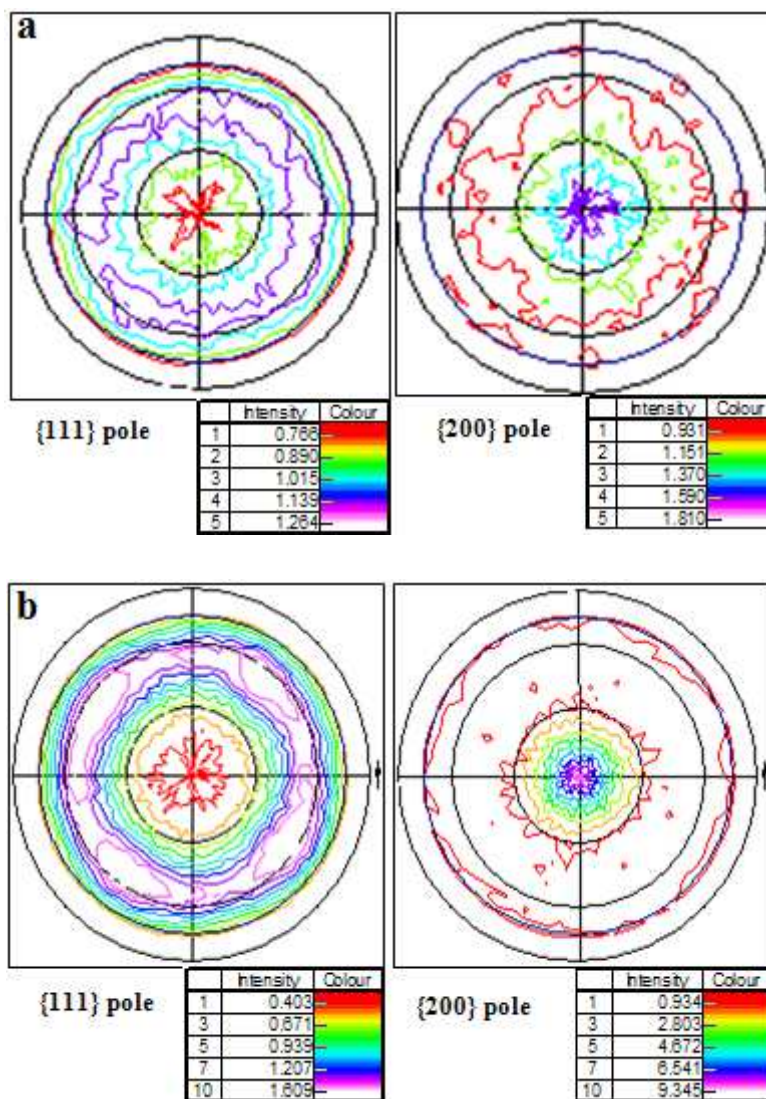 a
{111} pole
Intensity Colour
1 0.766
2 0.890
3 1.015
4 1.139
5 1.264
{200} pole
Intensity Colour
1 0.931
2 1.151
3 1.370
4 1.590
5 1.810
b
{111} pole
Intensity Colour
1 0.403
3 0.671
5 0.939
7 1.207
10 1.609
{200} pole
Intensity Colour
1 0.934
3 2.803
5 4.672
7 6.541
10 9.345